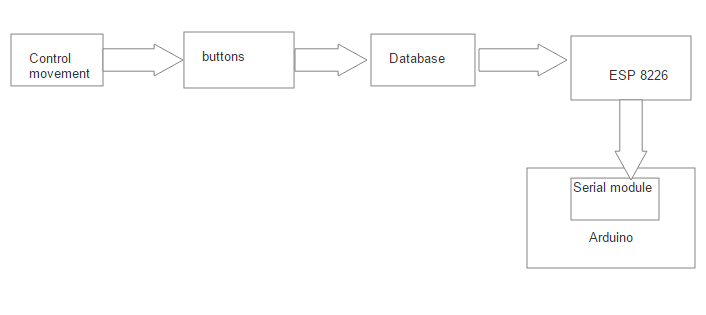 Control
movement
buttons
Database
ESP 8226
Serial module
Arduino